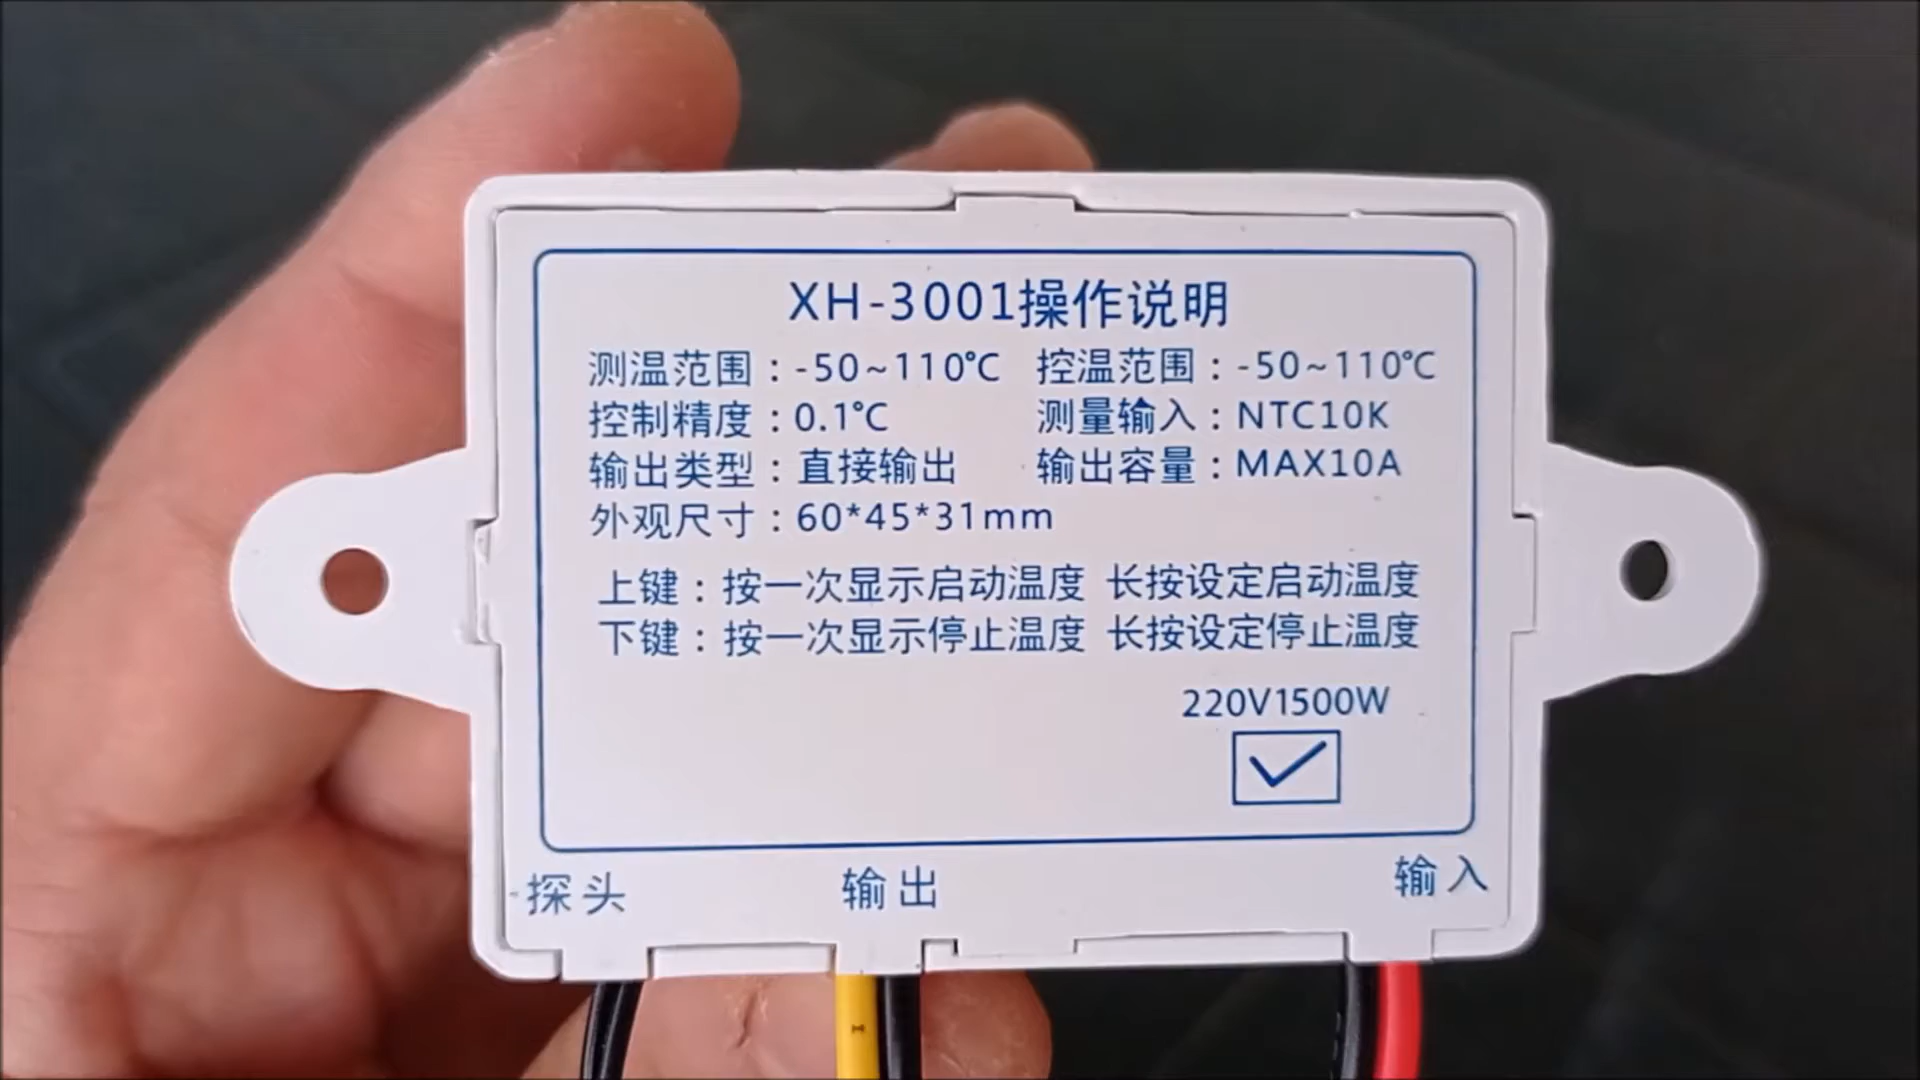 XH-3001操作说明
测温范围：-50~110℃ 控温范围：-50~110℃
控制精度：0.1℃ 测量输入：NTC10K
输出类型：直接输出 输出容量：MAX10A
外观尺寸：60*45*31mm
上键：按一次显示启动温度 长按设定启动温度
下键：按一次显示停止温度 长按设定停止温度
220V1500W
探头 输出 输入